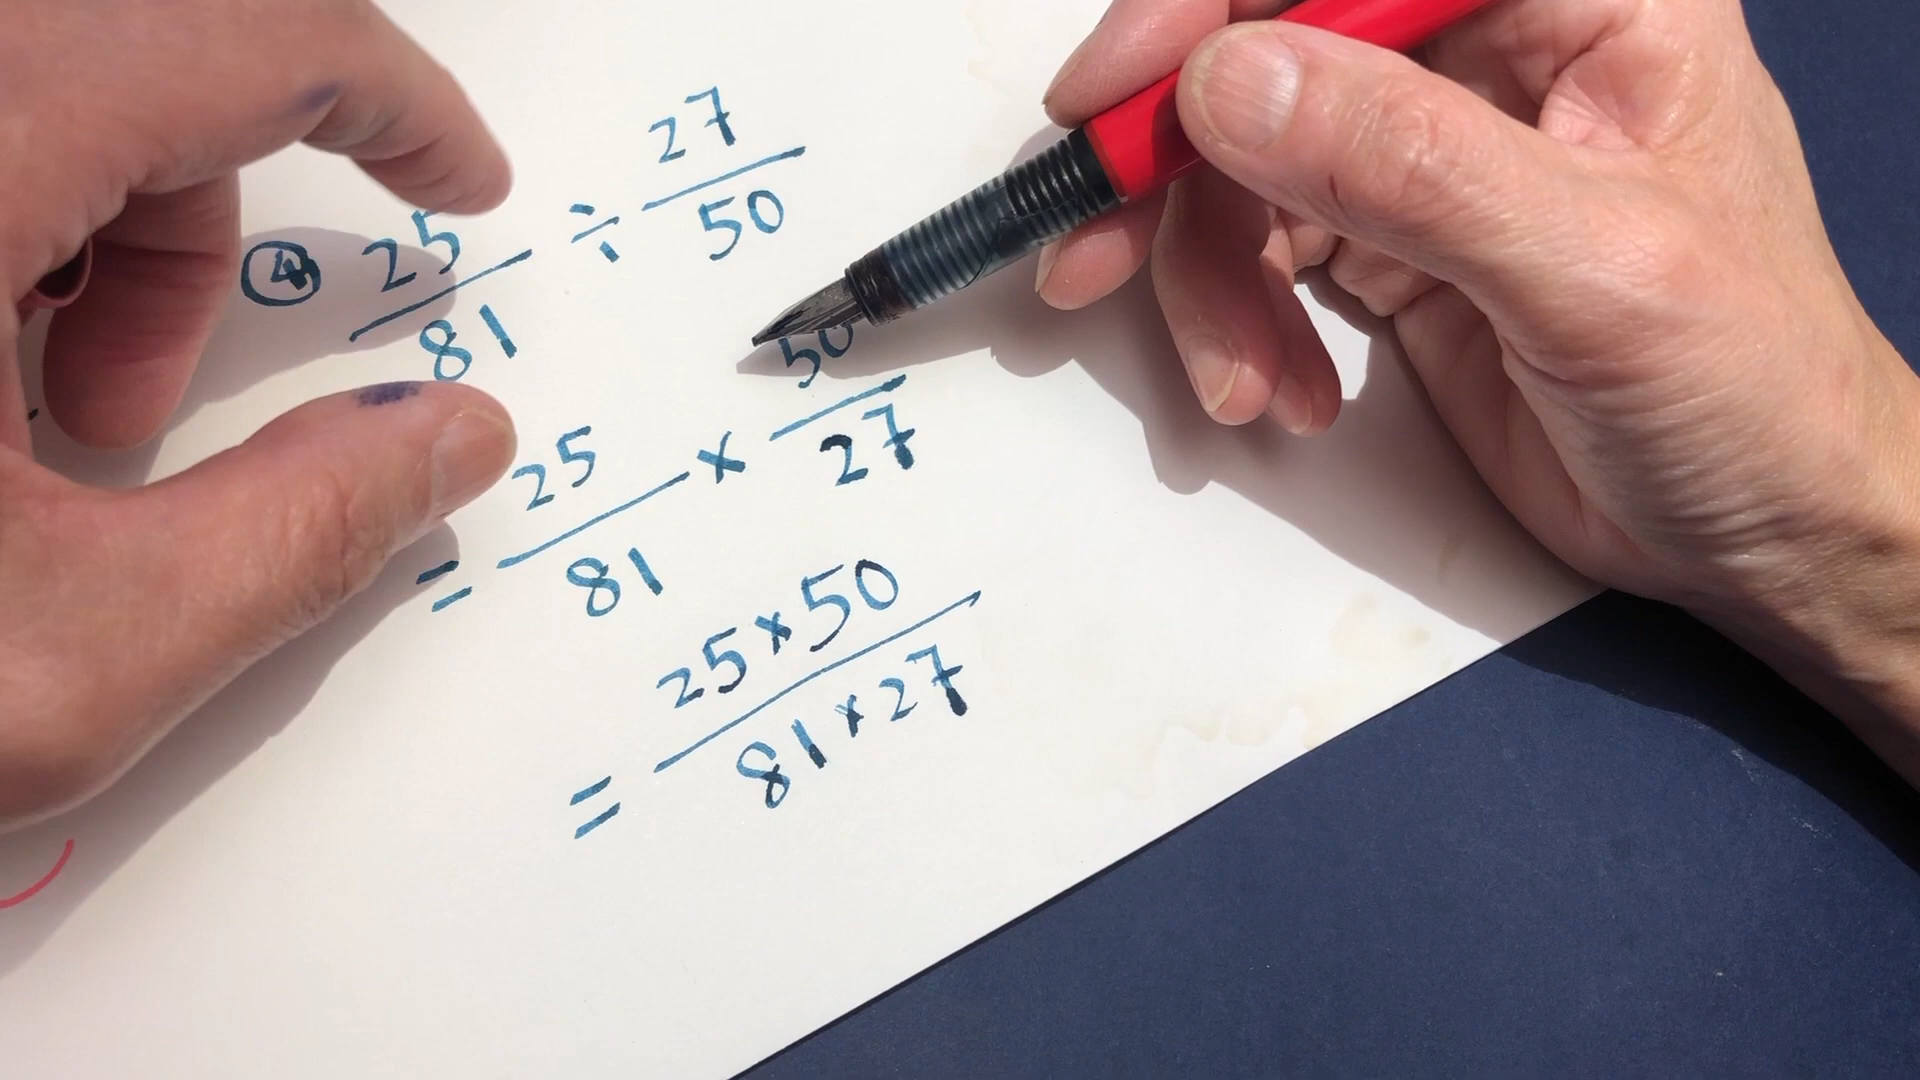 ④ 25/81 ÷ 27/50
= 25/81 × 50/27
= 25×50/81×27